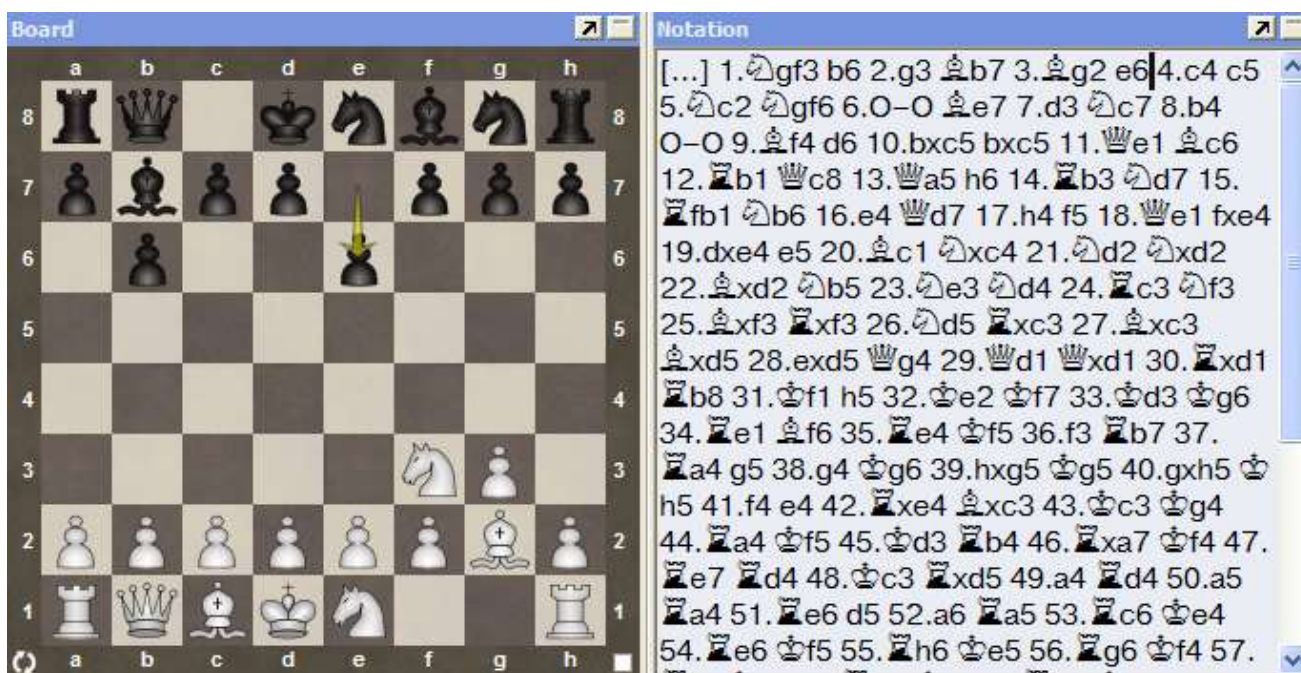 Board
a b c d e f g h
8 8
7 7
6 6
5 5
4 4
3 3
2 2
1 1
a b c d e f g h
Notation
[...] 1.♘gf3 b6 2.g3 ♗b7 3.♗g2 e6 4.c4 c5
5.♘c2 ♘gf6 6.O–O ♗e7 7.d3 ♘c7 8.b4
O–O 9.♗f4 d6 10.bxc5 bxc5 11.♕e1 ♗c6
12.♜b1 ♕c8 13.♕a5 h6 14.♜b3 ♘d7 15.
♜fb1 ♘b6 16.e4 ♕d7 17.h4 f5 18.♕e1 fxe4
19.dxe4 e5 20.♗c1 ♘xc4 21.♘d2 ♘xd2
22.♗xd2 ♘b5 23.♘e3 ♘d4 24.♜c3 ♘f3
25.♗xf3 ♜xf3 26.♘d5 ♜xc3 27.♗xc3
♗xd5 28.exd5 ♕g4 29.♕d1 ♕xd1 30.♜xd1
♜b8 31.♔f1 h5 32.♔e2 ♔f7 33.♔d3 ♔g6
34.♜e1 ♗f6 35.♜e4 ♔f5 36.f3 ♜b7 37.
♜a4 g5 38.g4 ♔g6 39.hxg5 ♔g5 40.gxh5 ♔
h5 41.f4 e4 42.♜xe4 ♗xc3 43.♔c3 ♔g4
44.♜a4 ♔f5 45.♔d3 ♜b4 46.♜xa7 ♔f4 47.
♜e7 ♜d4 48.♔c3 ♜xd5 49.a4 ♜d4 50.a5
♜a4 51.♜e6 d5 52.a6 ♜a5 53.♜c6 ♔e4
54.♜e6 ♔f5 55.♜h6 ♔e5 56.♜g6 ♔f4 57.